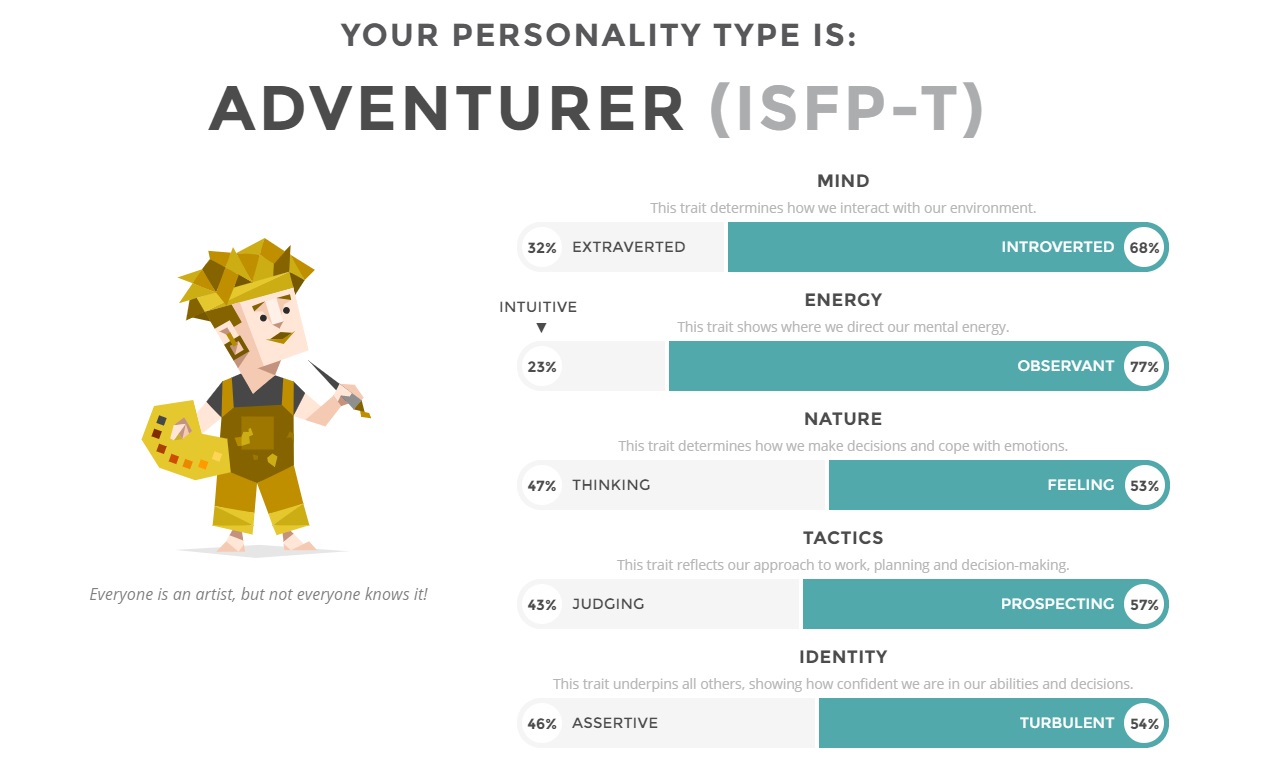 YOUR PERSONALITY TYPE IS:
ADVENTURER (ISFP-T)
MIND
This trait determines how we interact with our environment.
32% EXTRAVERTED INTROVERTED 68%
ENERGY
INTUITIVE
This trait shows where we direct our mental energy.
23% OBSERVANT 77%
NATURE
This trait determines how we make decisions and cope with emotions.
47% THINKING FEELING 53%
TACTICS
This trait reflects our approach to work, planning and decision-making.
43% JUDGING PROSPECTING 57%
IDENTITY
This trait underpins all others, showing how confident we are in our abilities and decisions.
46% ASSERTIVE TURBULENT 54%
Everyone is an artist, but not everyone knows it!